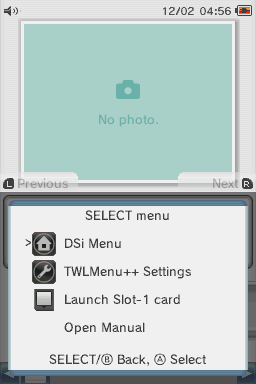 12/02 04:56
No photo.
L Previous
Next R
SELECT menu
> DSi Menu
TWLMenu++ Settings
Launch Slot-1 card
Open Manual
SELECT/Ⓑ Back, Ⓐ Select